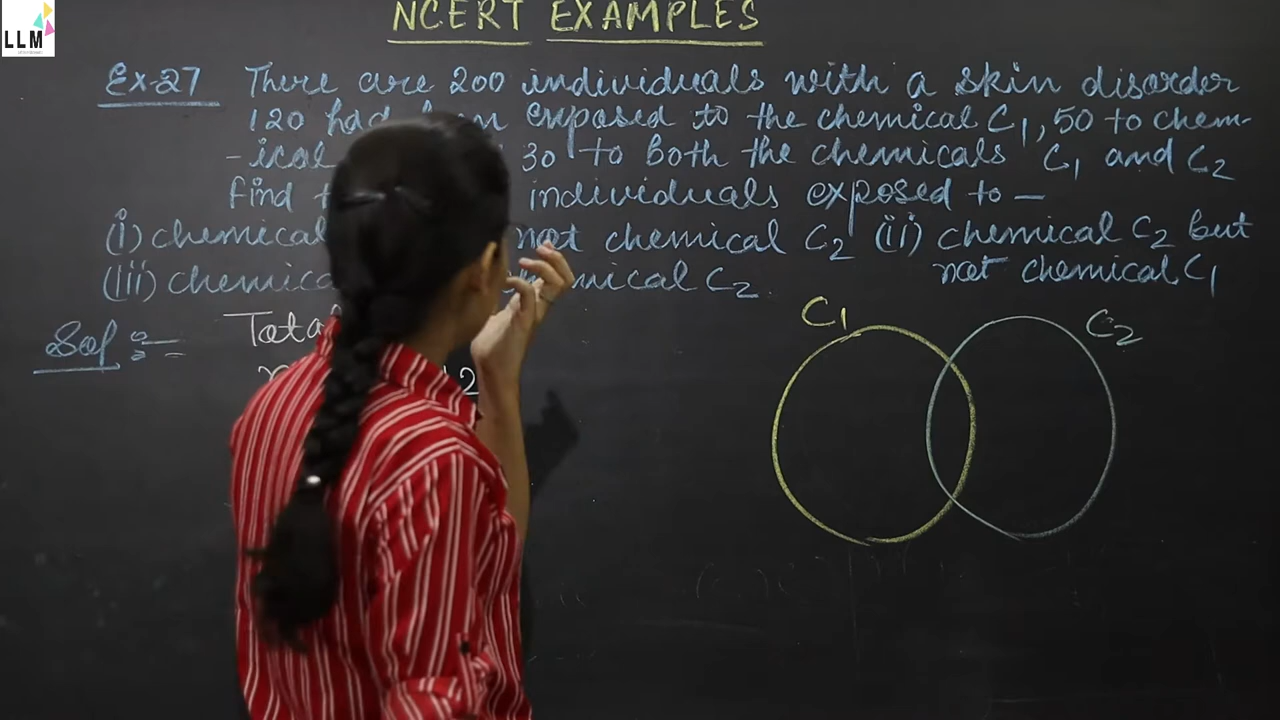 LLM
NCERT EXAMPLES
Ex-27 There are 200 individuals with a skin disorder
120 had exposed to the chemical C1, 50 to chem-
-ical 30 to both the chemicals C1 and C2
Find individuals exposed to —
(i) chemical not chemical C2 (ii) chemical C2 but
not chemical C1
(iii) chemical C2
Sol :=
C1
C2